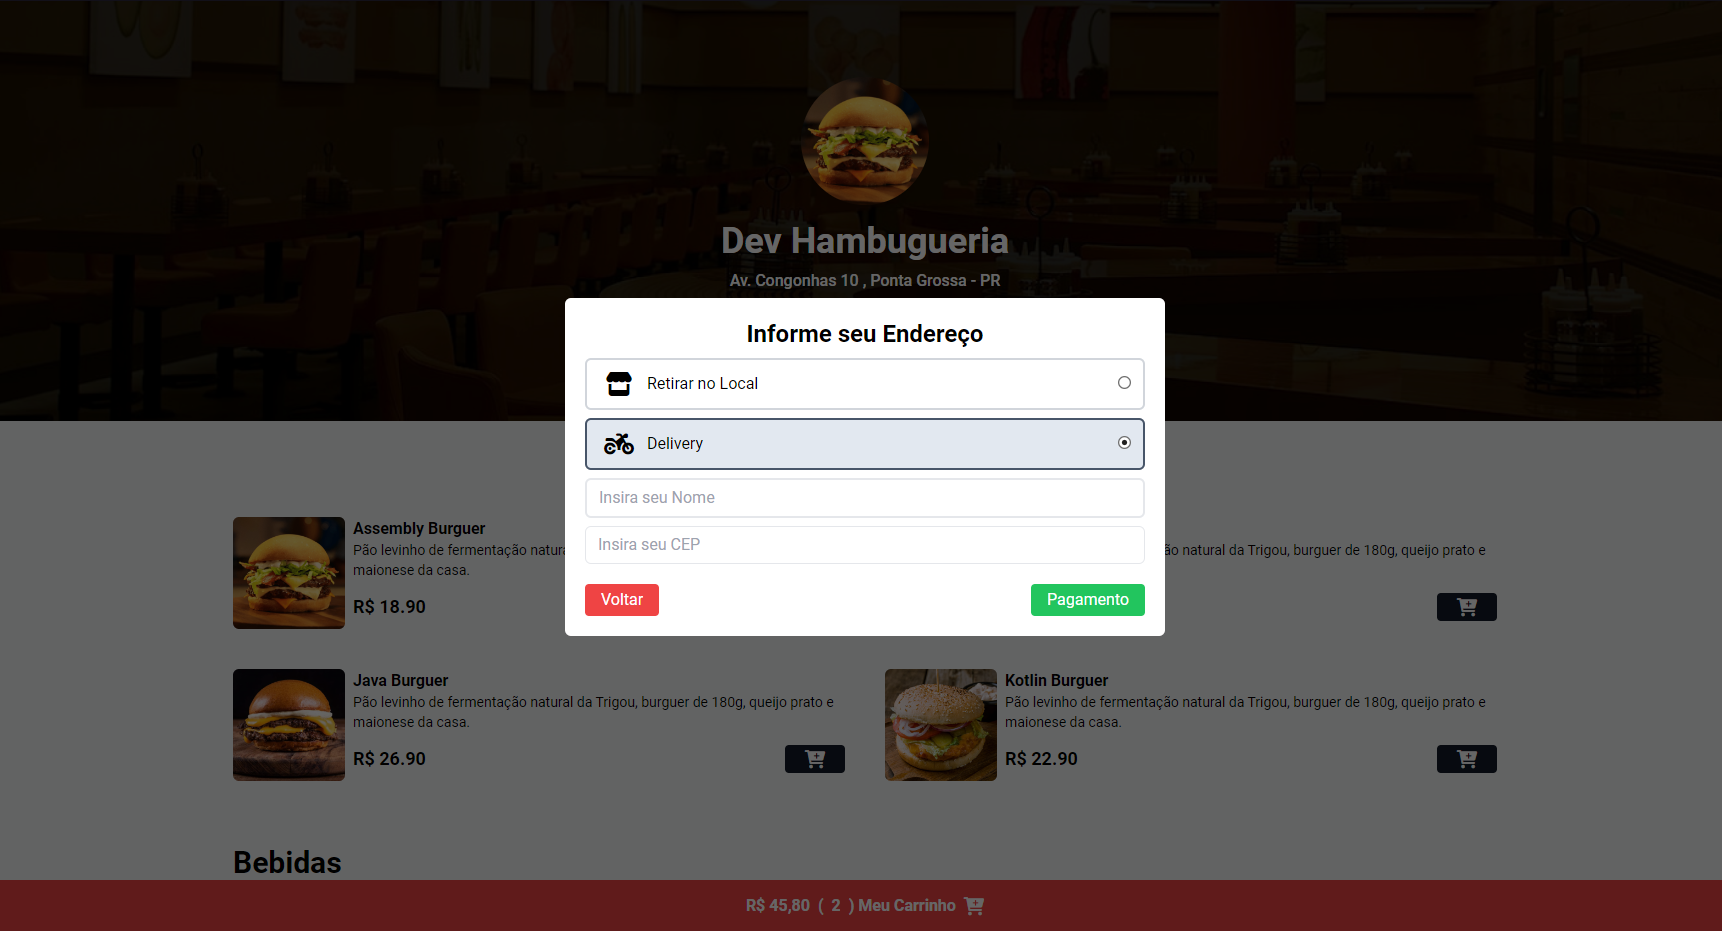 Dev Hambugueria
Av. Congonhas 10 , Ponta Grossa - PR
Informe seu Endereço
Retirar no Local
Delivery
Insira seu Nome
Insira seu CEP
Voltar
Pagamento
Assembly Burguer
Pão levinho de fermentação natur
maionese da casa.
R$ 18.90
ão natural da Trigou, burguer de 180g, queijo prato e
Java Burguer
Pão levinho de fermentação natural da Trigou, burguer de 180g, queijo prato e
maionese da casa.
R$ 26.90
Kotlin Burguer
Pão levinho de fermentação natural da Trigou, burguer de 180g, queijo prato e
maionese da casa.
R$ 22.90
Bebidas
R$ 45,80 ( 2 ) Meu Carrinho